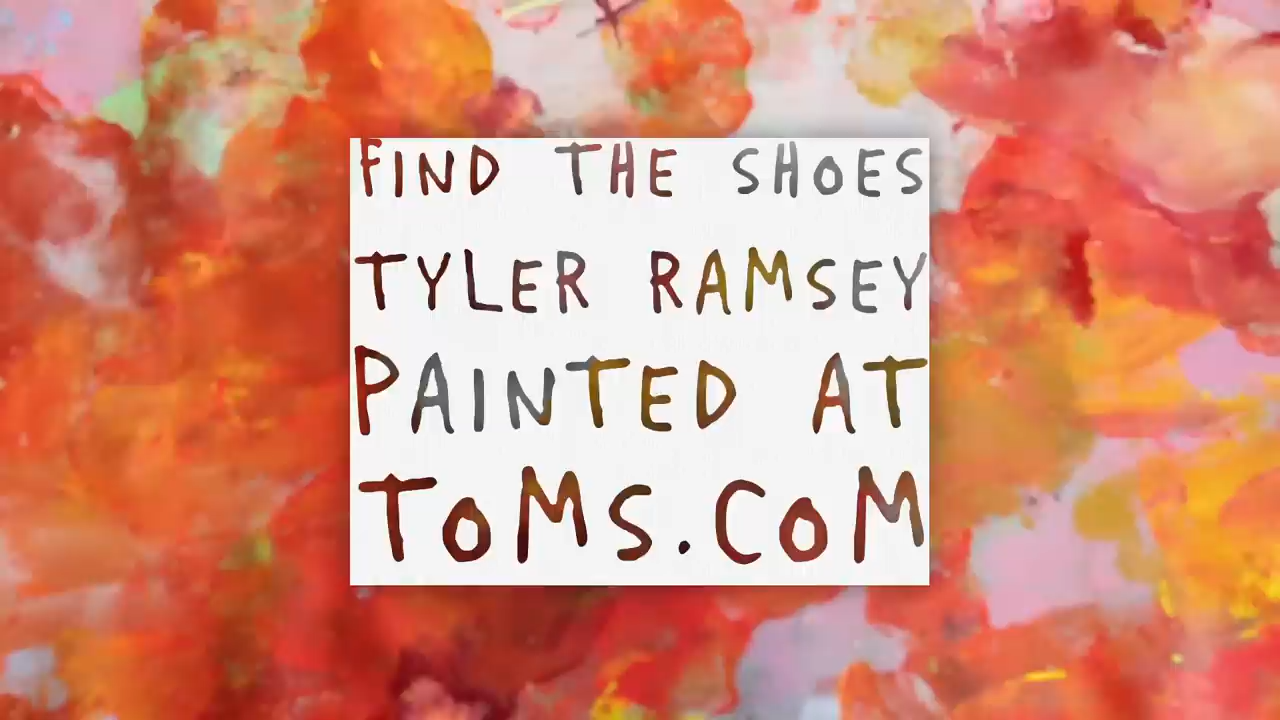 FIND THE SHOES
TYLER RAMSEY
PAINTED AT
TOMS.COM